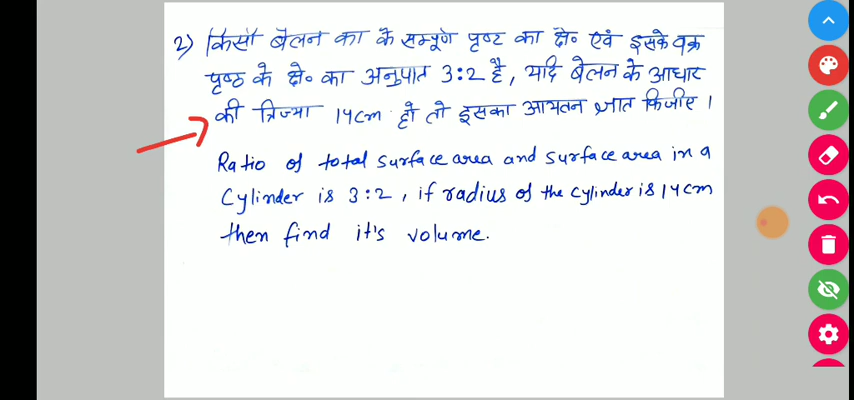 2) किसी बेलन का के सम्पूर्ण पृष्ट का क्षे० एवं इसके वक्र
पृष्ठ के क्षे० का अनुपात 3:2 है, यदि बेलन के आधार
की त्रिज्या 14cm हो तो इसका आयतन ज्ञात किजीए।
Ratio of total surface area and surface area in a
Cylinder is 3:2, if radius of the cylinder is 14cm
then find it's volume.